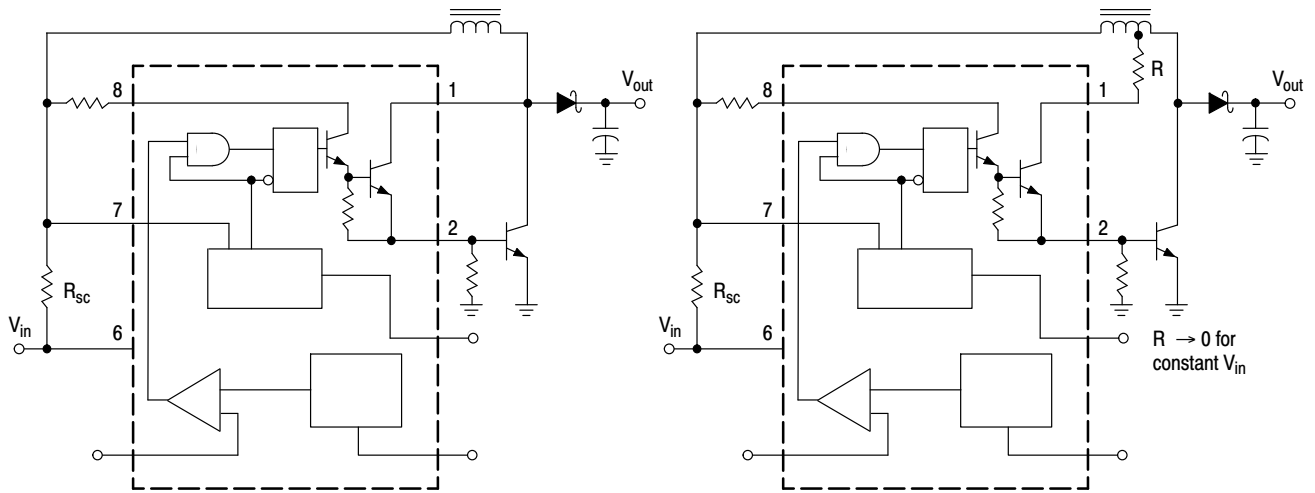 8
1
V_out
7
2
R_sc
V_in
6
R
8
1
V_out
7
2
R_sc
V_in
6
R → 0 for
constant V_in